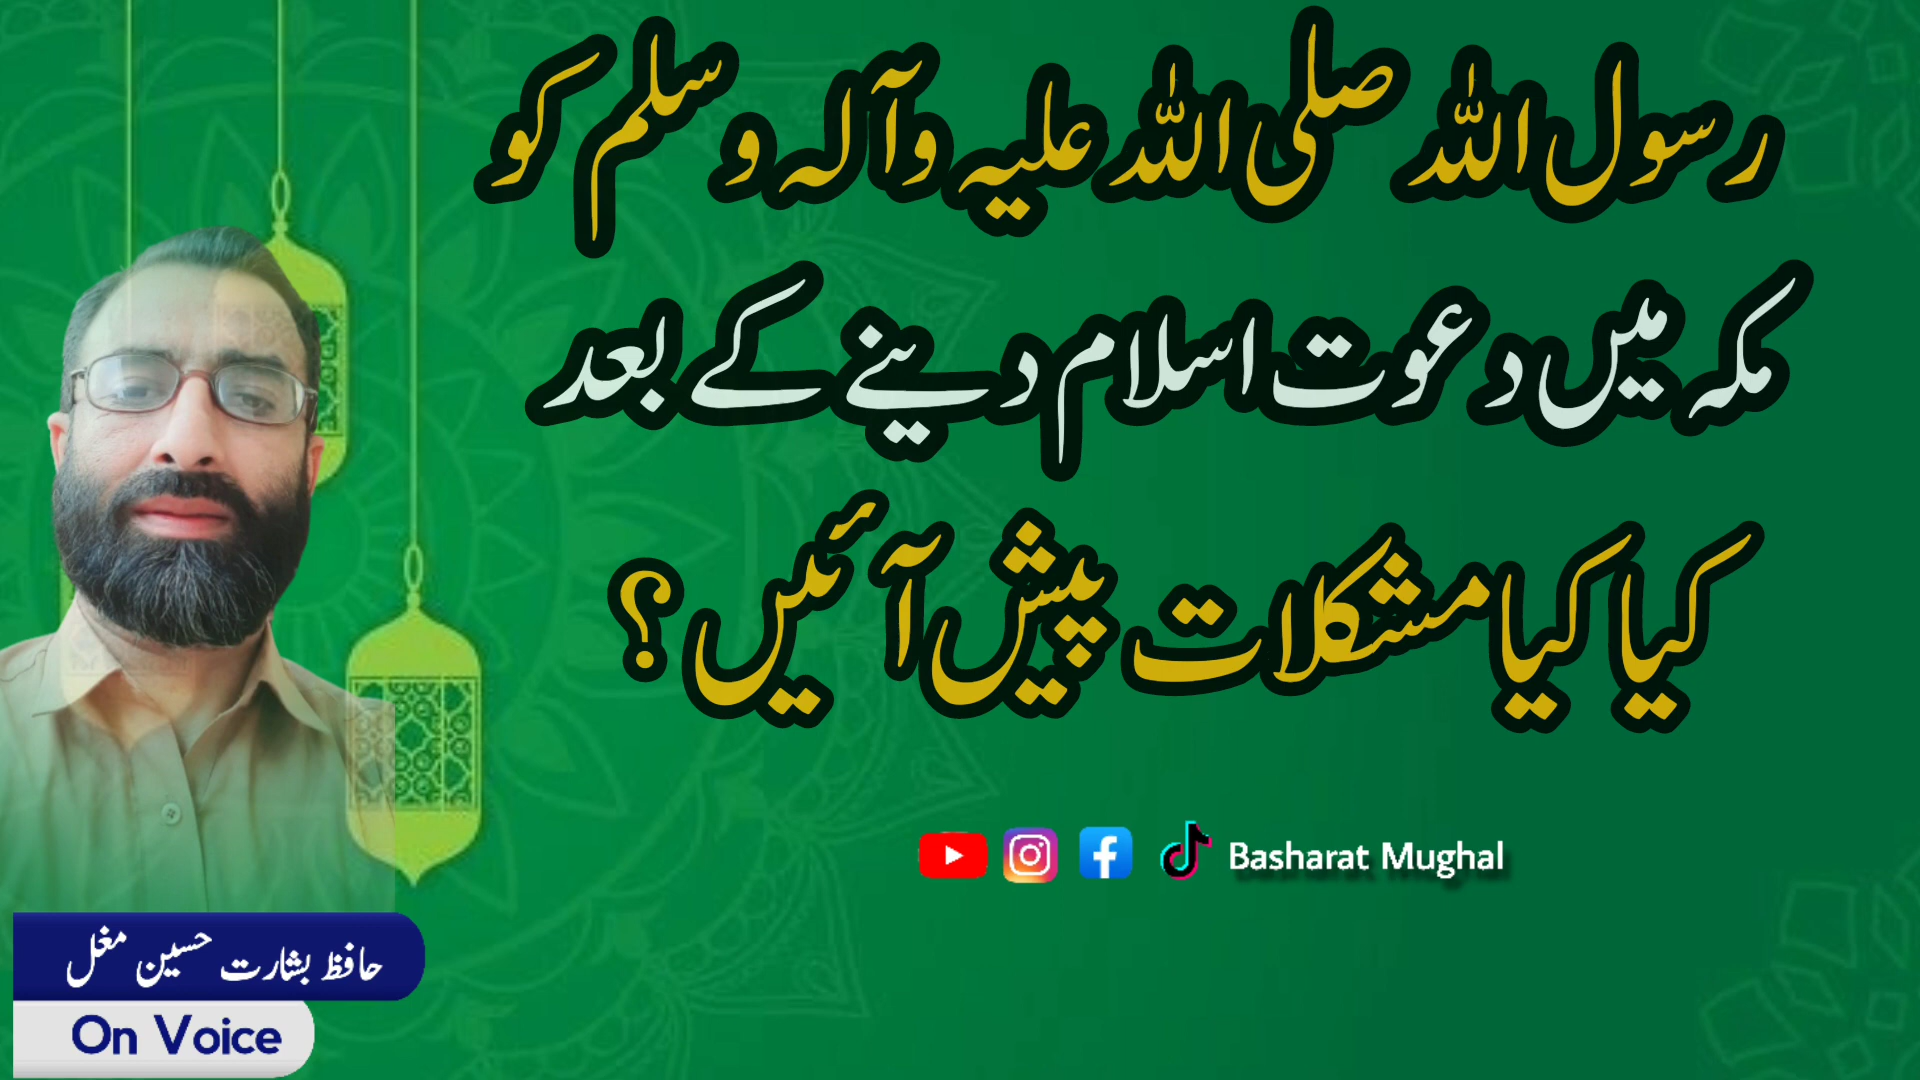 رسول اللہ صلی اللہ علیہ وآلہ وسلم کو
مکہ میں دعوت اسلام دینے کے بعد
کیا کیا مشکلات پیش آئیں؟
Basharat Mughal
حافظ بشارت حسین مغل
On Voice